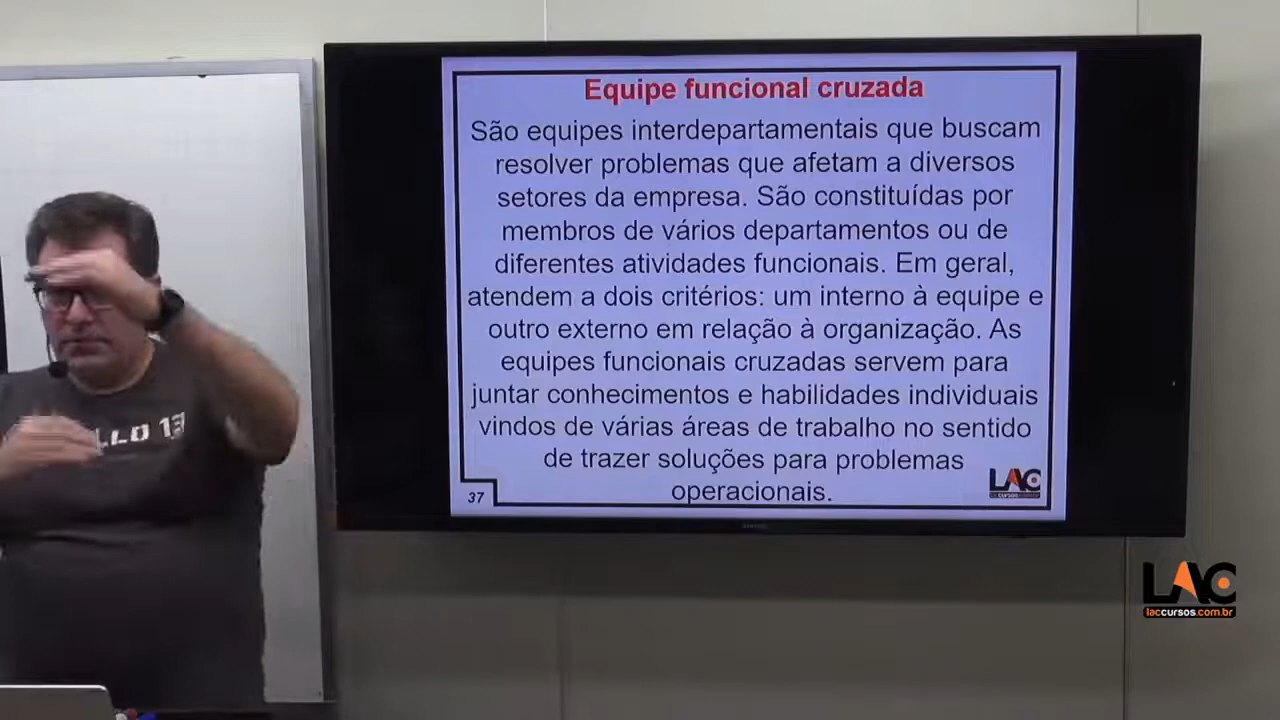 Equipe funcional cruzada
São equipes interdepartamentais que buscam
resolver problemas que afetam a diversos
setores da empresa. São constituídas por
membros de vários departamentos ou de
diferentes atividades funcionais. Em geral,
atendem a dois critérios: um interno à equipe e
outro externo em relação à organização. As
equipes funcionais cruzadas servem para
juntar conhecimentos e habilidades individuais
vindos de várias áreas de trabalho no sentido
de trazer soluções para problemas
operacionais.
37
LAC
LLO 13
LAC
laccursos.com.br